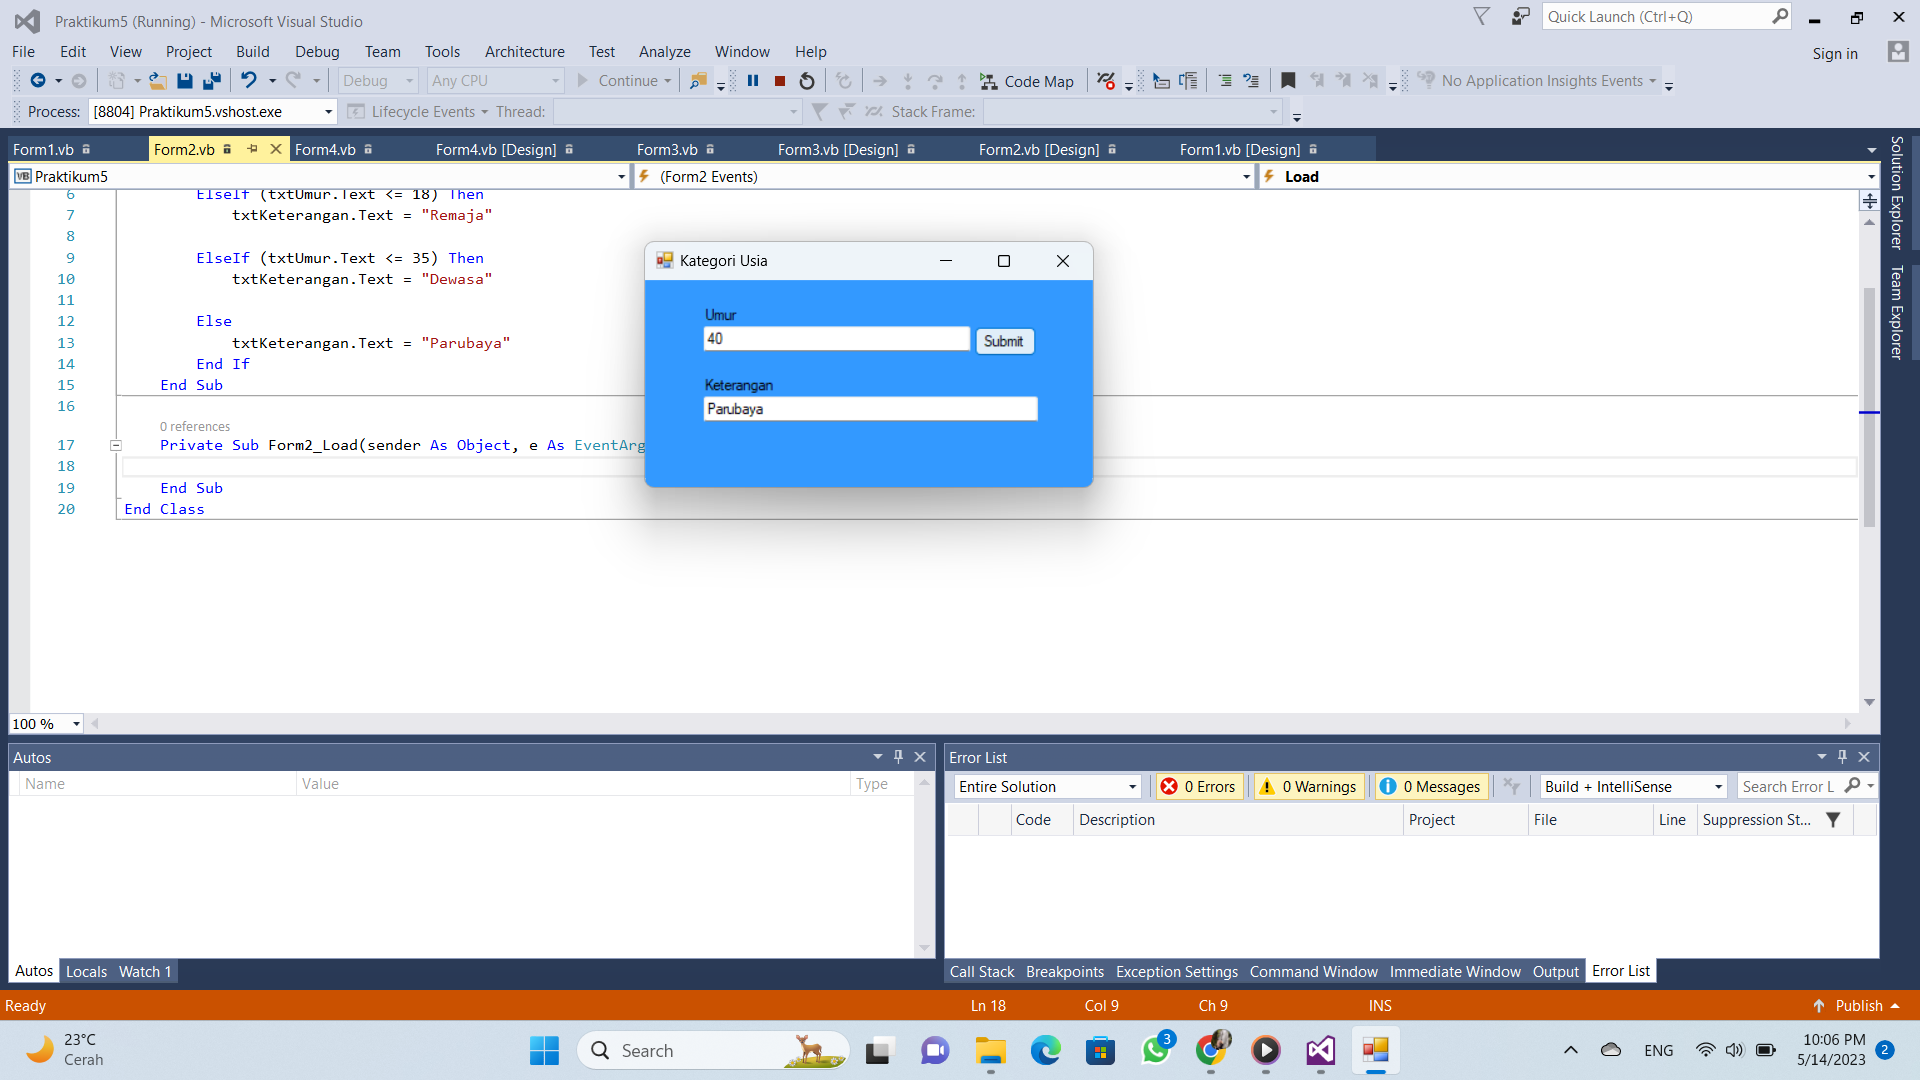 Praktikum5 (Running) - Microsoft Visual Studio
Quick Launch (Ctrl+Q)
File Edit View Project Build Debug Team Tools Architecture Test Analyze Window Help
Sign in
Debug Any CPU Continue Code Map No Application Insights Events
Process: [8804] Praktikum5.vshost.exe Lifecycle Events Thread: Stack Frame:
Form1.vb Form2.vb Form4.vb Form4.vb [Design] Form3.vb Form3.vb [Design] Form2.vb [Design] Form1.vb [Design]
VB Praktikum5 (Form2 Events) Load
Solution Explorer
Team Explorer
6 ElseIf (txtUmur.Text <= 18) Then
7 txtKeterangan.Text = "Remaja"
8
9 ElseIf (txtUmur.Text <= 35) Then
10 txtKeterangan.Text = "Dewasa"
11
12 Else
13 txtKeterangan.Text = "Parubaya"
14 End If
15 End Sub
16
0 references
17 Private Sub Form2_Load(sender As Object, e As EventArg
18
19 End Sub
20 End Class
Kategori Usia
Umur
40 Submit
Keterangan
Parubaya
100 %
Autos
Name Value Type
Autos Locals Watch 1
Error List
Entire Solution 0 Errors 0 Warnings 0 Messages Build + IntelliSense Search Error L
Code Description Project File Line Suppression St...
Call Stack Breakpoints Exception Settings Command Window Immediate Window Output Error List
Ready Ln 18 Col 9 Ch 9 INS Publish
23°C
Cerah
Search
3
ENG
10:06 PM
5/14/2023
2